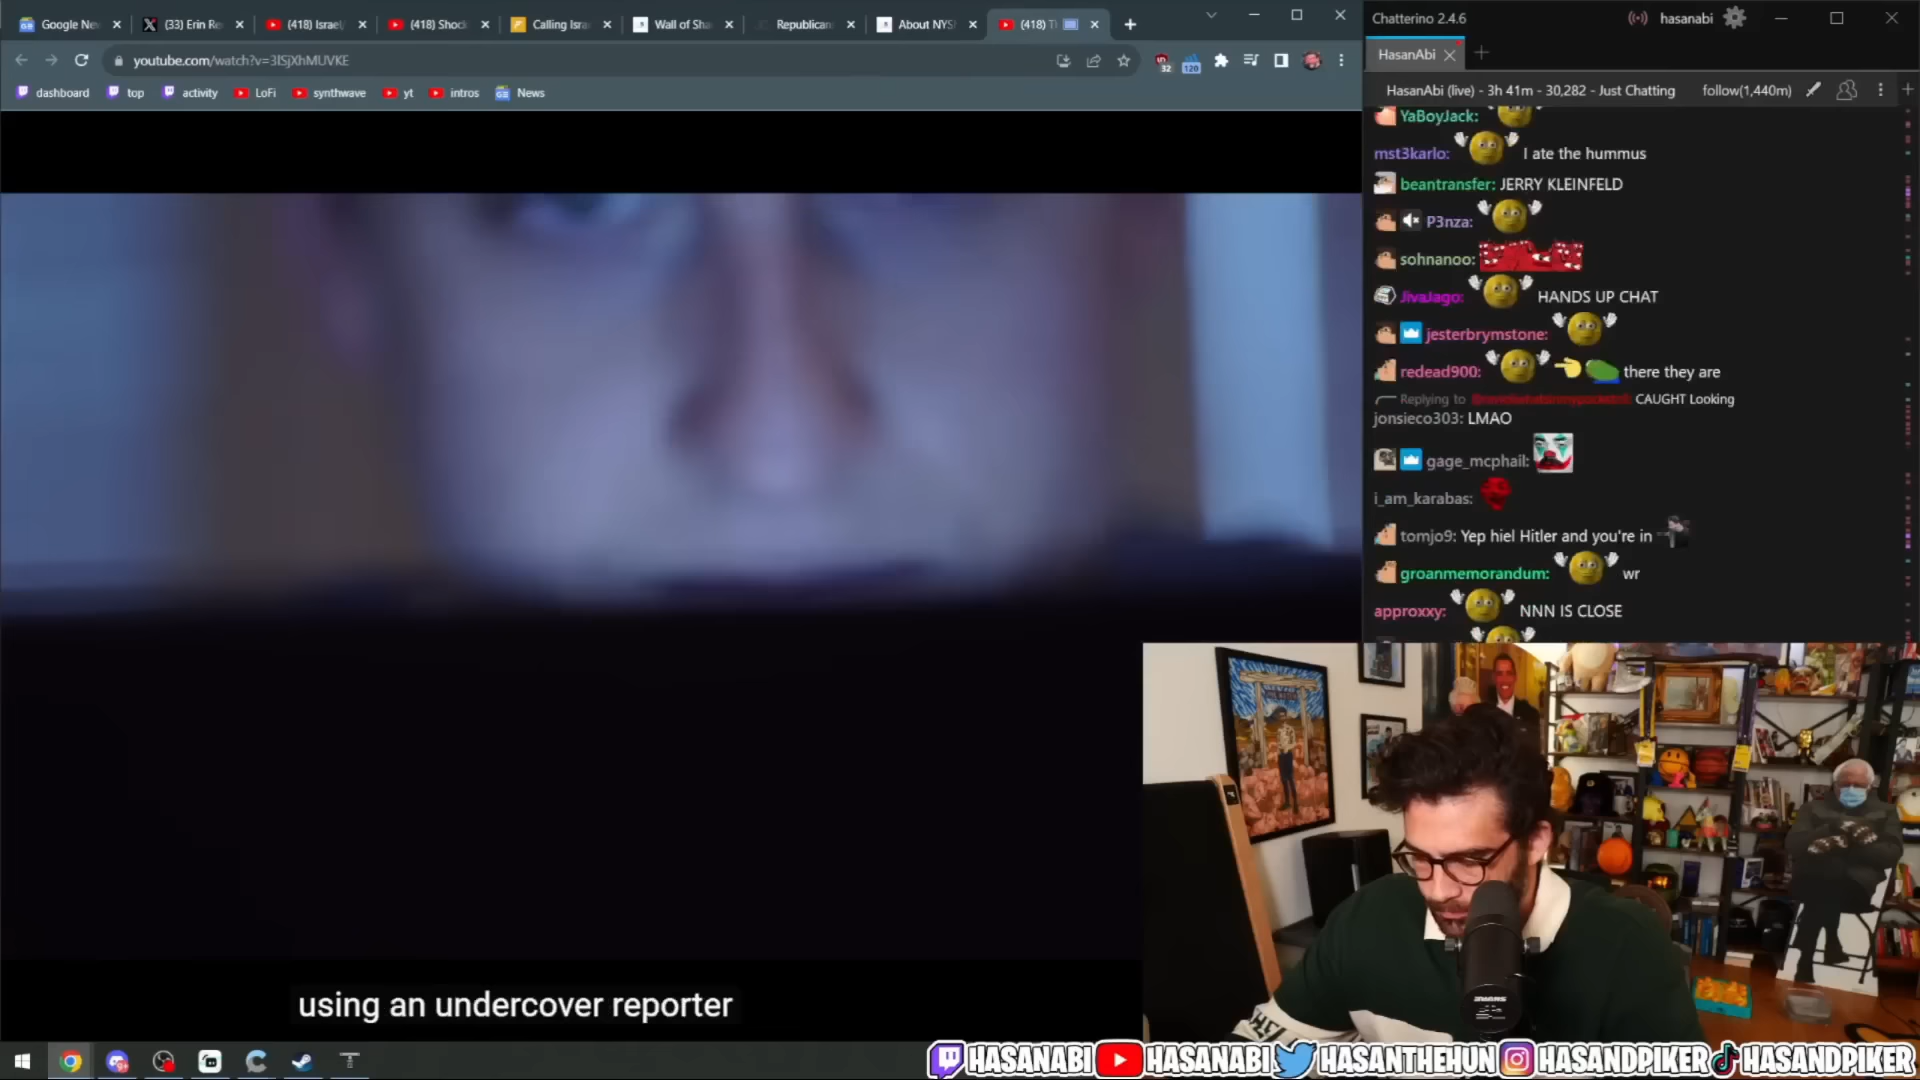 Google Ne
(33) Erin Re
(418) Israel,
(418) Shoc
Calling Isra
Wall of Sha
Republican
About NYS
(418) T
youtube.com/watch?v=3ISjXhMUVKE
32
120
dashboard
top
activity
LoFi
synthwave
yt
intros
News
using an undercover reporter
Chatterino 2.4.6
hasanabi
HasanAbi
HasanAbi (live) - 3h 41m - 30,282 - Just Chatting
follow(1,440m)
YaBoyJack:
mst3karlo: I ate the hummus
beantransfer: JERRY KLEINFELD
P3nza:
sohnanoo:
JivaJago: HANDS UP CHAT
jesterbrymstone:
redead900: there they are
Replying to CAUGHT Looking
jonsieco303: LMAO
gage_mcphail:
i_am_karabas:
tomjo9: Yep hiel Hitler and you're in
groanmemorandum: wr
approxxy: NNN IS CLOSE
HASANABI HASANABI HASANTHEHUN HASANDPIKER HASANDPIKER